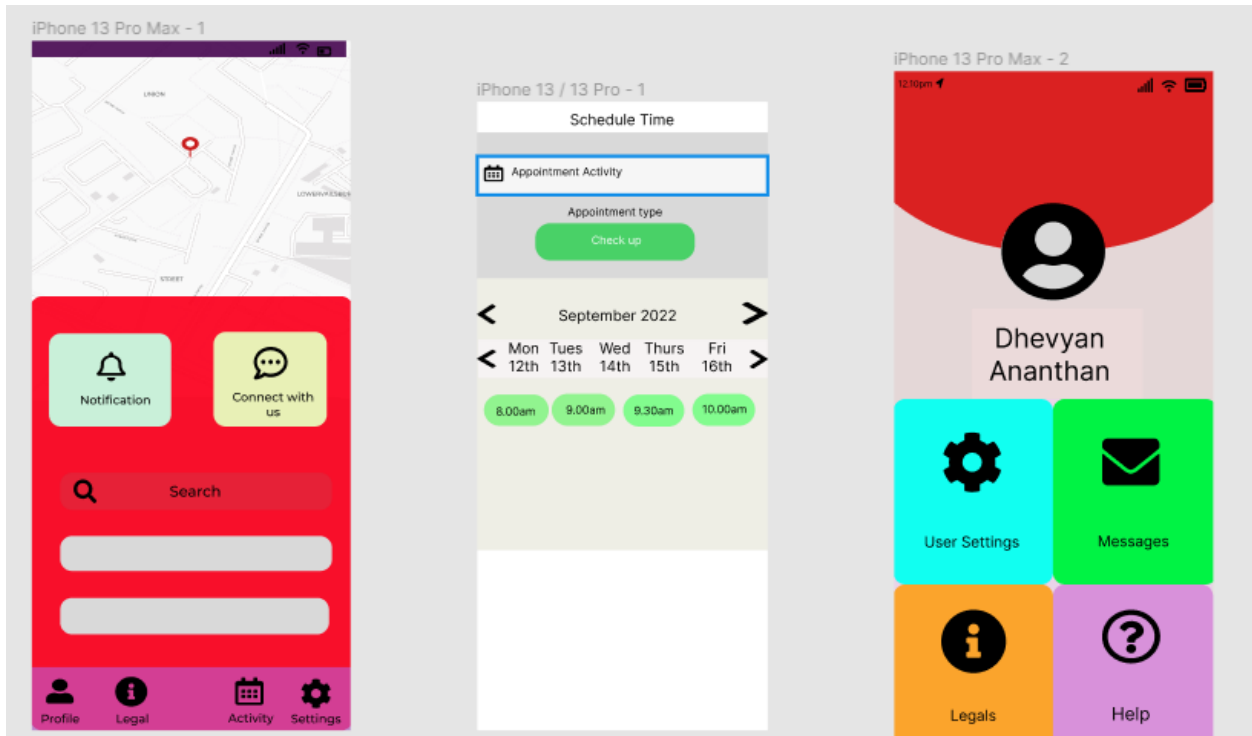 iPhone 13 Pro Max - 1
UNION
LOWER
STREET
Notification
Connect with
us
Search
Profile
Legal
Activity
Settings
iPhone 13 / 13 Pro - 1
Schedule Time
Appointment Activity
Appointment type
Check up
September 2022
Mon Tues Wed Thurs Fri
12th 13th 14th 15th 16th
8.00am 9.00am 9.30am 10.00am
iPhone 13 Pro Max - 2
12.10pm
Dhevyan
Ananthan
User Settings
Messages
Legals
Help